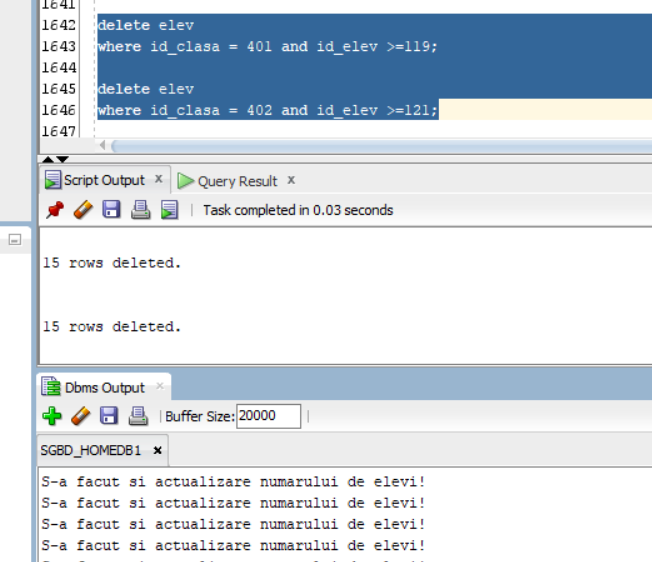 1641
1642 delete elev
1643 where id_clasa = 401 and id_elev >=119;
1644
1645 delete elev
1646 where id_clasa = 402 and id_elev >=121;
1647
Script Output x Query Result x
Task completed in 0.03 seconds
15 rows deleted.
15 rows deleted.
Dbms Output x
Buffer Size: 20000
SGBD_HOMEDB1 x
S-a facut si actualizare numarului de elevi!
S-a facut si actualizare numarului de elevi!
S-a facut si actualizare numarului de elevi!
S-a facut si actualizare numarului de elevi!